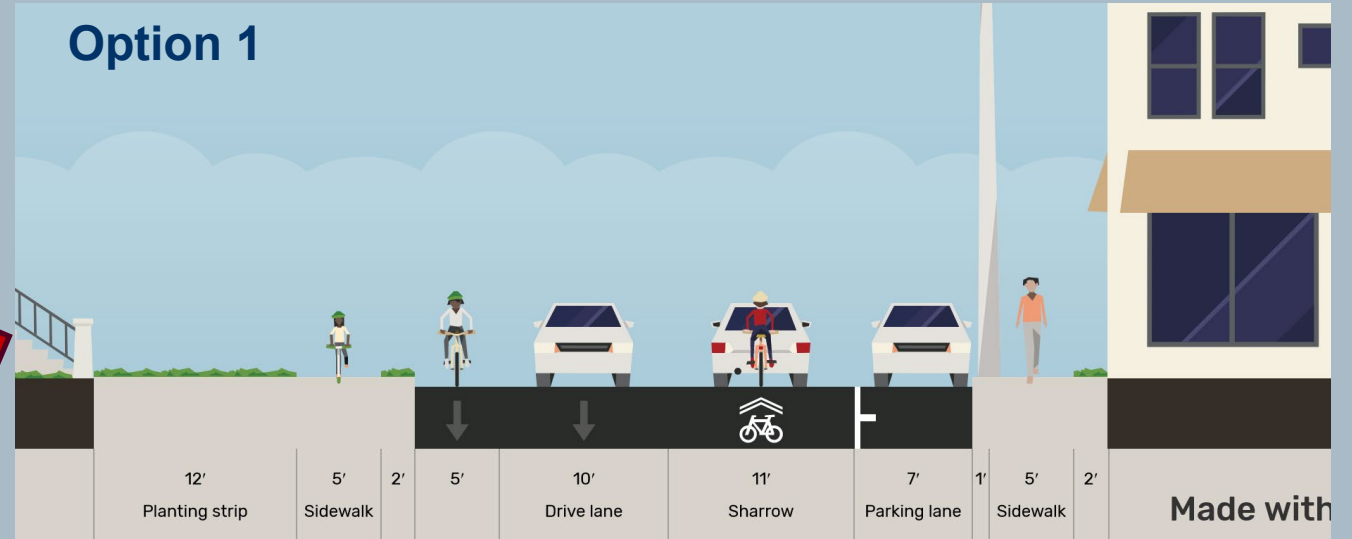 Option 1
12′ 5′ 2′ 5′ 10′ 11′ 7′ 1′ 5′ 2′
Planting strip Sidewalk Drive lane Sharrow Parking lane Sidewalk
Made with